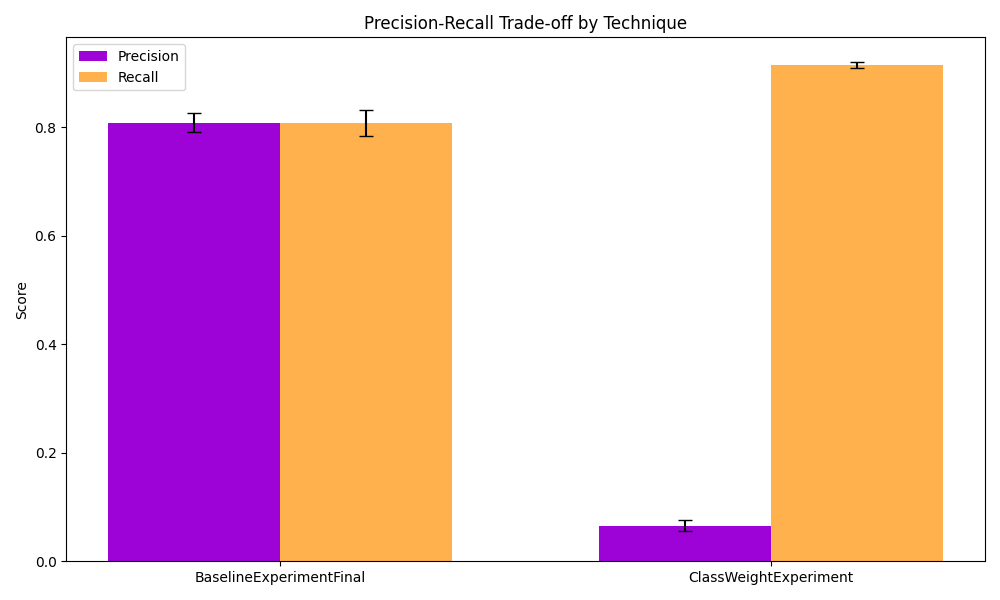 Precision-Recall Trade-off by Technique
Precision
Recall
Score
0.8
0.6
0.4
0.2
0.0
BaselineExperimentFinal
ClassWeightExperiment